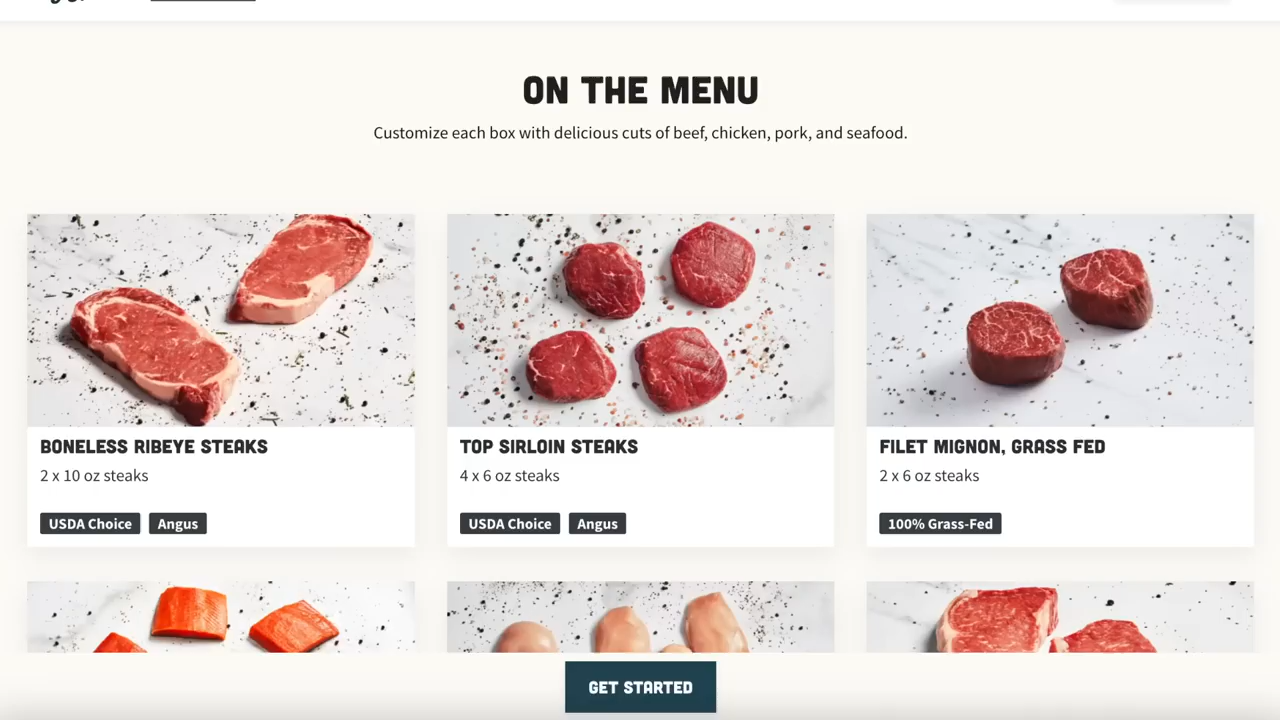 ON THE MENU
Customize each box with delicious cuts of beef, chicken, pork, and seafood.
BONELESS RIBEYE STEAKS
2 x 10 oz steaks
USDA Choice Angus
TOP SIRLOIN STEAKS
4 x 6 oz steaks
USDA Choice Angus
FILET MIGNON, GRASS FED
2 x 6 oz steaks
100% Grass-Fed
GET STARTED